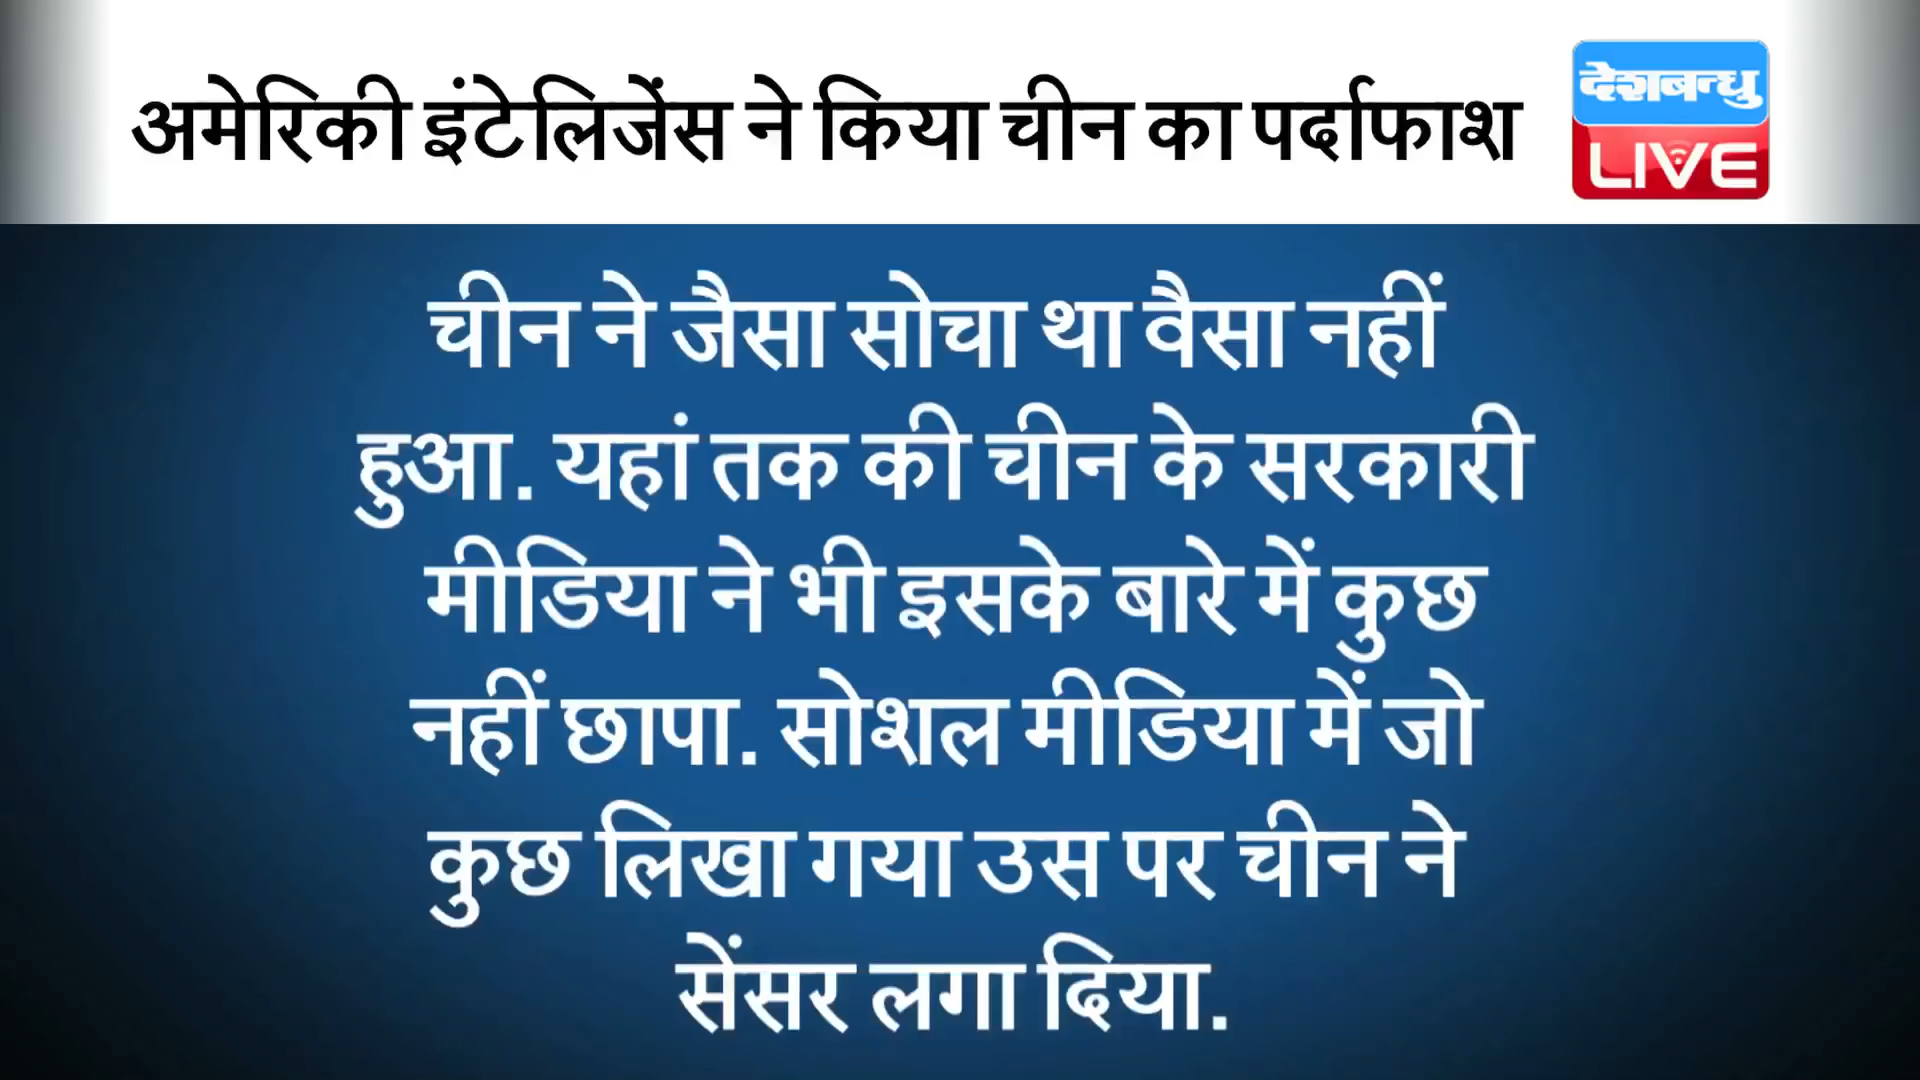 अमेरिकी इंटेलिजेंस ने किया चीन का पर्दाफाश
देशबन्धु
LIVE
चीन ने जैसा सोचा था वैसा नहीं
हुआ. यहां तक की चीन के सरकारी
मीडिया ने भी इसके बारे में कुछ
नहीं छापा. सोशल मीडिया में जो
कुछ लिखा गया उस पर चीन ने
सेंसर लगा दिया.